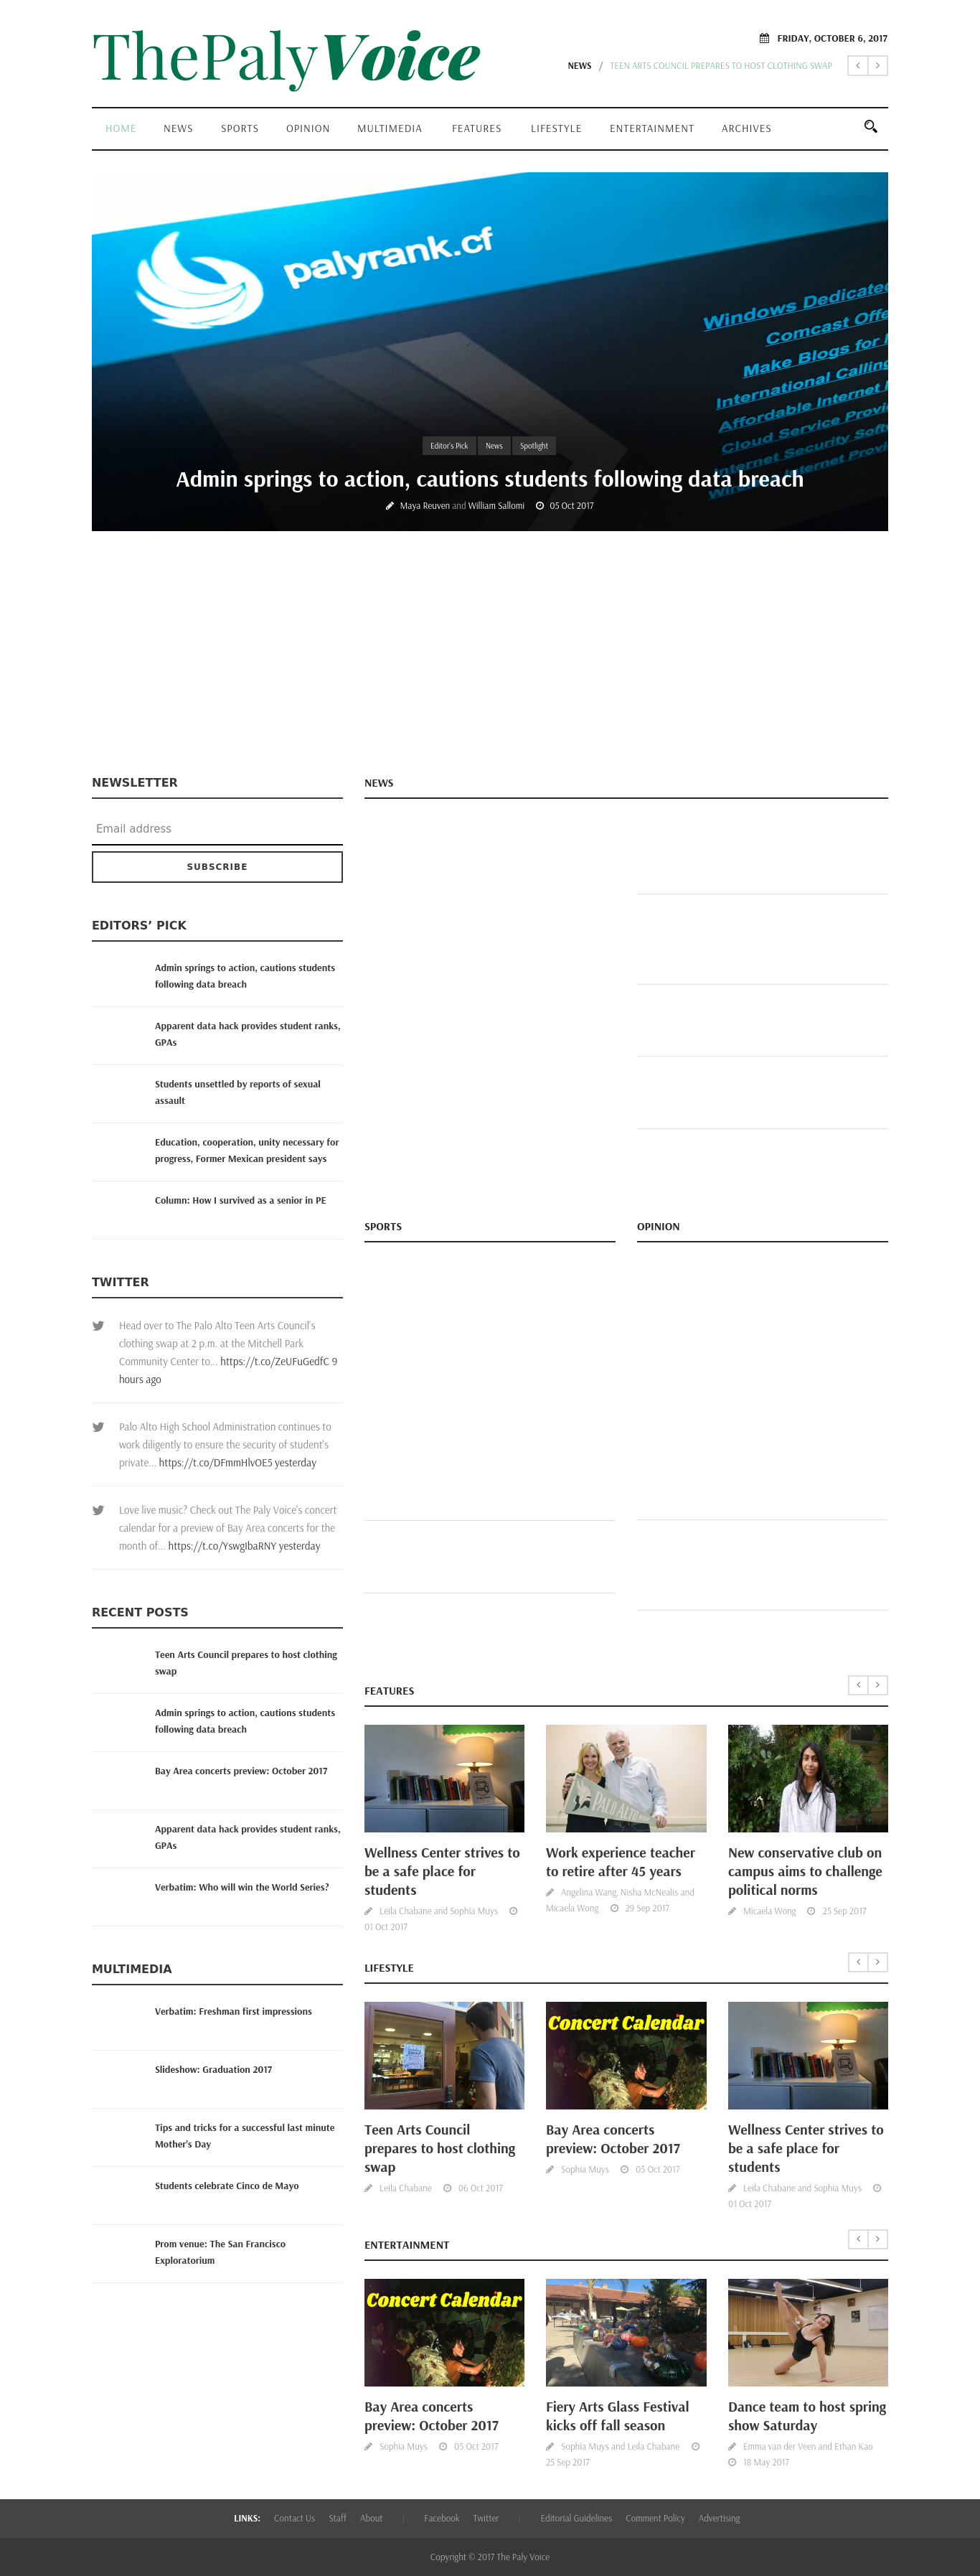 ThePalyVoice
FRIDAY, OCTOBER 6, 2017
NEWS / TEEN ARTS COUNCIL PREPARES TO HOST CLOTHING SWAP
HOME NEWS SPORTS OPINION MULTIMEDIA FEATURES LIFESTYLE ENTERTAINMENT ARCHIVES
palyrank.cf
Windows Dedicated
Comcast Offe
Make Blogs for
International Calling
Affordable Internet
Cloud Service Provi
Internet Security Softw
Windows Internet Provi
Editor's Pick News Spotlight
Admin springs to action, cautions students following data breach
Maya Reuven and William Sallomi 05 Oct 2017
NEWSLETTER
Email address
SUBSCRIBE
EDITORS’ PICK
Admin springs to action, cautions students
following data breach
Apparent data hack provides student ranks,
GPAs
Students unsettled by reports of sexual
assault
Education, cooperation, unity necessary for
progress, Former Mexican president says
Column: How I survived as a senior in PE
TWITTER
Head over to The Palo Alto Teen Arts Council's
clothing swap at 2 p.m. at the Mitchell Park
Community Center to... https://t.co/ZeUFuGedfC 9
hours ago
Palo Alto High School Administration continues to
work diligently to ensure the security of student's
private... https://t.co/DFmmHlvOE5 yesterday
Love live music? Check out The Paly Voice's concert
calendar for a preview of Bay Area concerts for the
month of... https://t.co/YswgIbaRNY yesterday
RECENT POSTS
Teen Arts Council prepares to host clothing
swap
Admin springs to action, cautions students
following data breach
Bay Area concerts preview: October 2017
Apparent data hack provides student ranks,
GPAs
Verbatim: Who will win the World Series?
MULTIMEDIA
Verbatim: Freshman first impressions
Slideshow: Graduation 2017
Tips and tricks for a successful last minute
Mother's Day
Students celebrate Cinco de Mayo
Prom venue: The San Francisco
Exploratorium
NEWS
SPORTS
OPINION
FEATURES
Wellness Center strives to
be a safe place for
students
Leila Chabane and Sophia Muys
01 Oct 2017
Work experience teacher
to retire after 45 years
Angelina Wang, Nisha McNealis and
Micaela Wong 29 Sep 2017
New conservative club on
campus aims to challenge
political norms
Micaela Wong 25 Sep 2017
LIFESTYLE
Teen Arts Council
prepares to host clothing
swap
Leila Chabane 06 Oct 2017
Concert Calendar
Bay Area concerts
preview: October 2017
Sophia Muys 05 Oct 2017
Wellness Center strives to
be a safe place for
students
Leila Chabane and Sophia Muys
01 Oct 2017
ENTERTAINMENT
Concert Calendar
Bay Area concerts
preview: October 2017
Sophia Muys 05 Oct 2017
Fiery Arts Glass Festival
kicks off fall season
Sophia Muys and Leila Chabane
25 Sep 2017
Dance team to host spring
show Saturday
Emma van der Veen and Ethan Kao
18 May 2017
LINKS: Contact Us Staff About | Facebook Twitter | Editorial Guidelines Comment Policy Advertising
Copyright © 2017 The Paly Voice